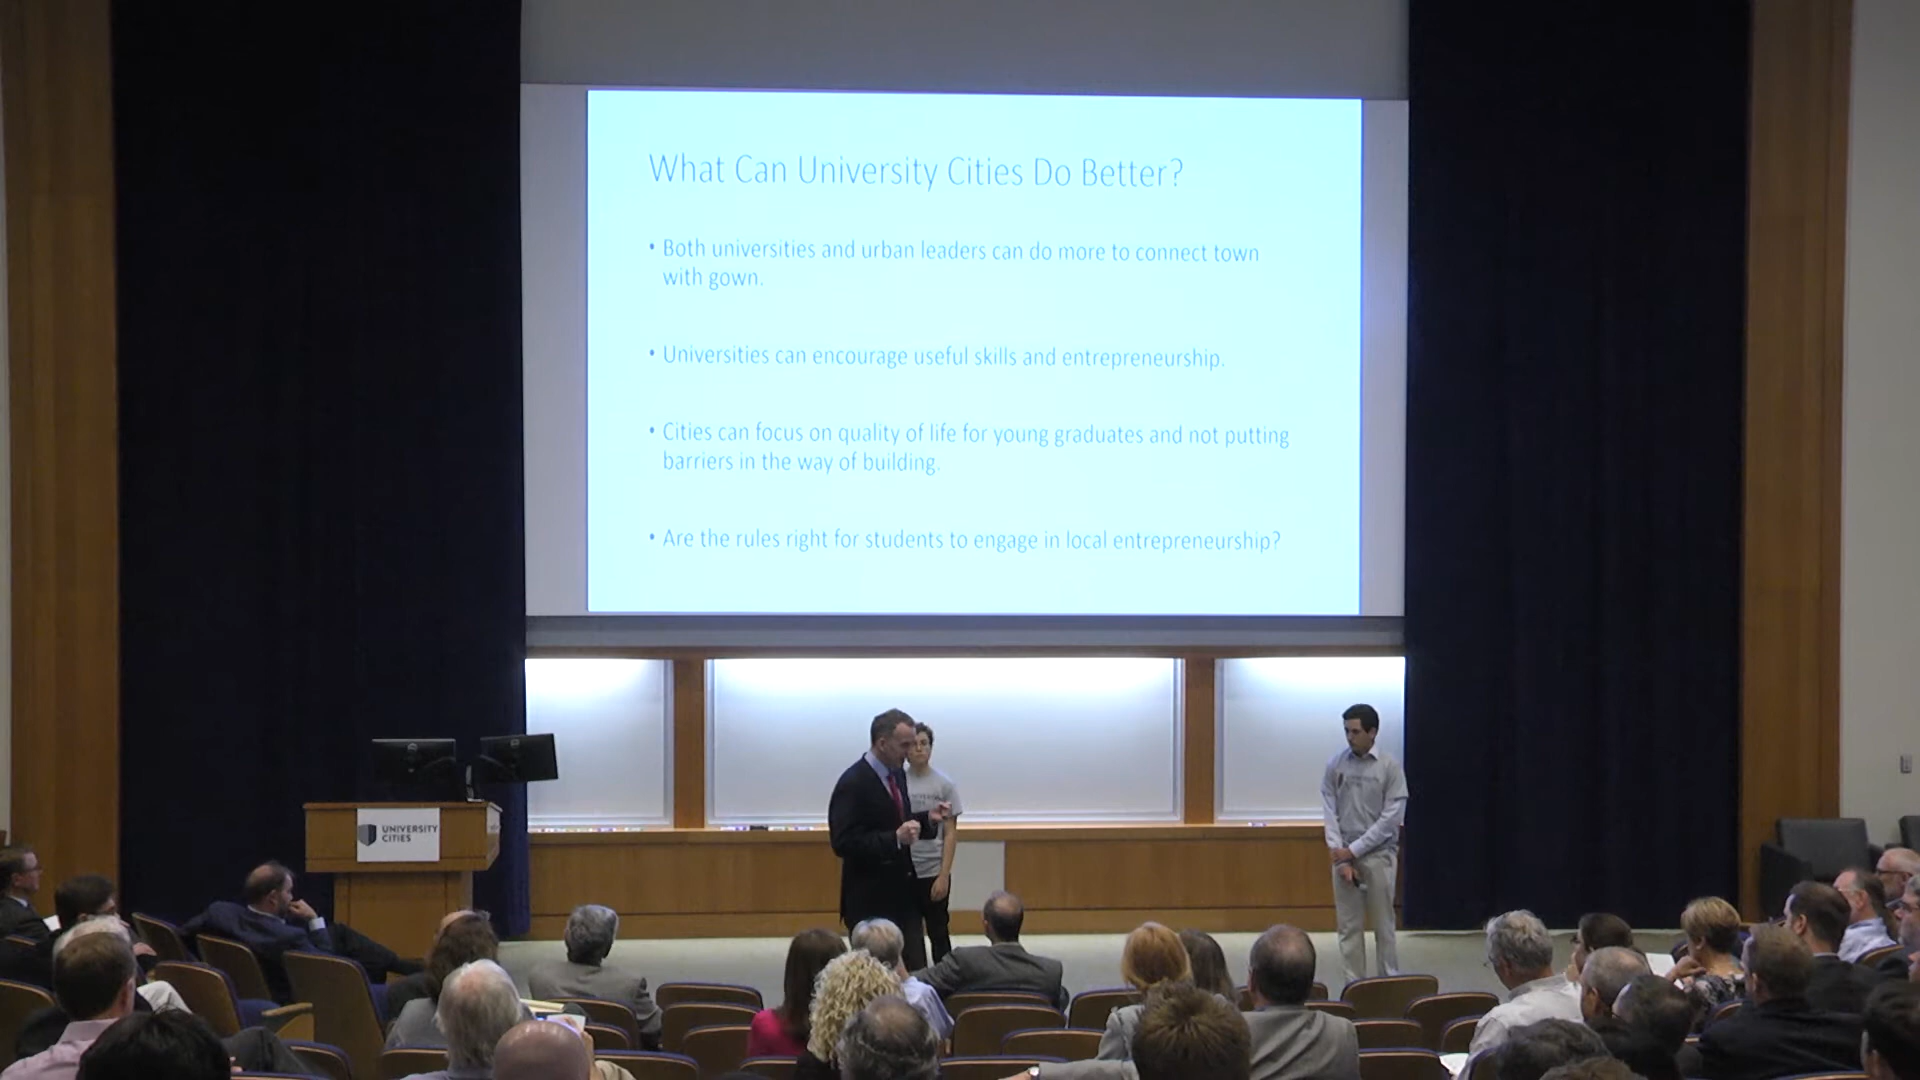 What Can University Cities Do Better?
• Both universities and urban leaders can do more to connect town
with gown.
• Universities can encourage useful skills and entrepreneurship.
• Cities can focus on quality of life for young graduates and not putting
barriers in the way of building.
• Are the rules right for students to engage in local entrepreneurship?
UNIVERSITY
CITIES